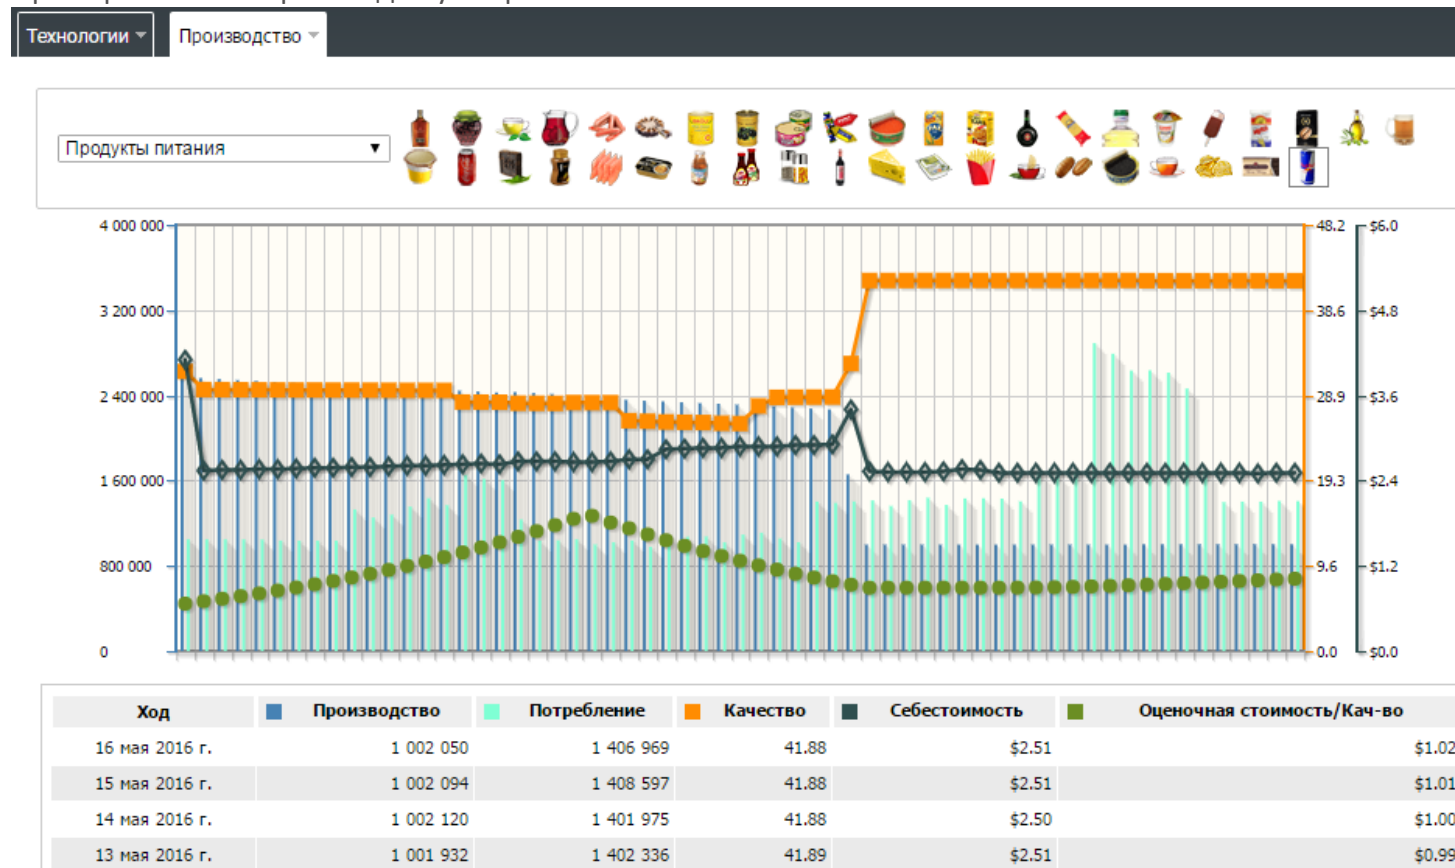 Технологии Производство
Продукты питания
4 000 000 48.2 $6.0
3 200 000 38.6 $4.8
2 400 000 28.9 $3.6
1 600 000 19.3 $2.4
800 000 9.6 $1.2
0 0.0 $0.0
Ход Производство Потребление Качество Себестоимость Оценочная стоимость/Кач-во
16 мая 2016 г. 1 002 050 1 406 969 41.88 $2.51 $1.02
15 мая 2016 г. 1 002 094 1 408 597 41.88 $2.51 $1.01
14 мая 2016 г. 1 002 120 1 401 975 41.88 $2.50 $1.00
13 мая 2016 г. 1 001 932 1 402 336 41.89 $2.51 $0.99